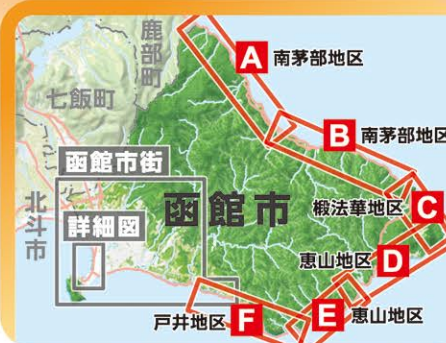 鹿部町
A 南茅部地区
七飯町
B 南茅部地区
函館市街
北斗市
詳細図
函館市
椴法華地区 C
恵山地区 D
E 恵山地区
戸井地区 F